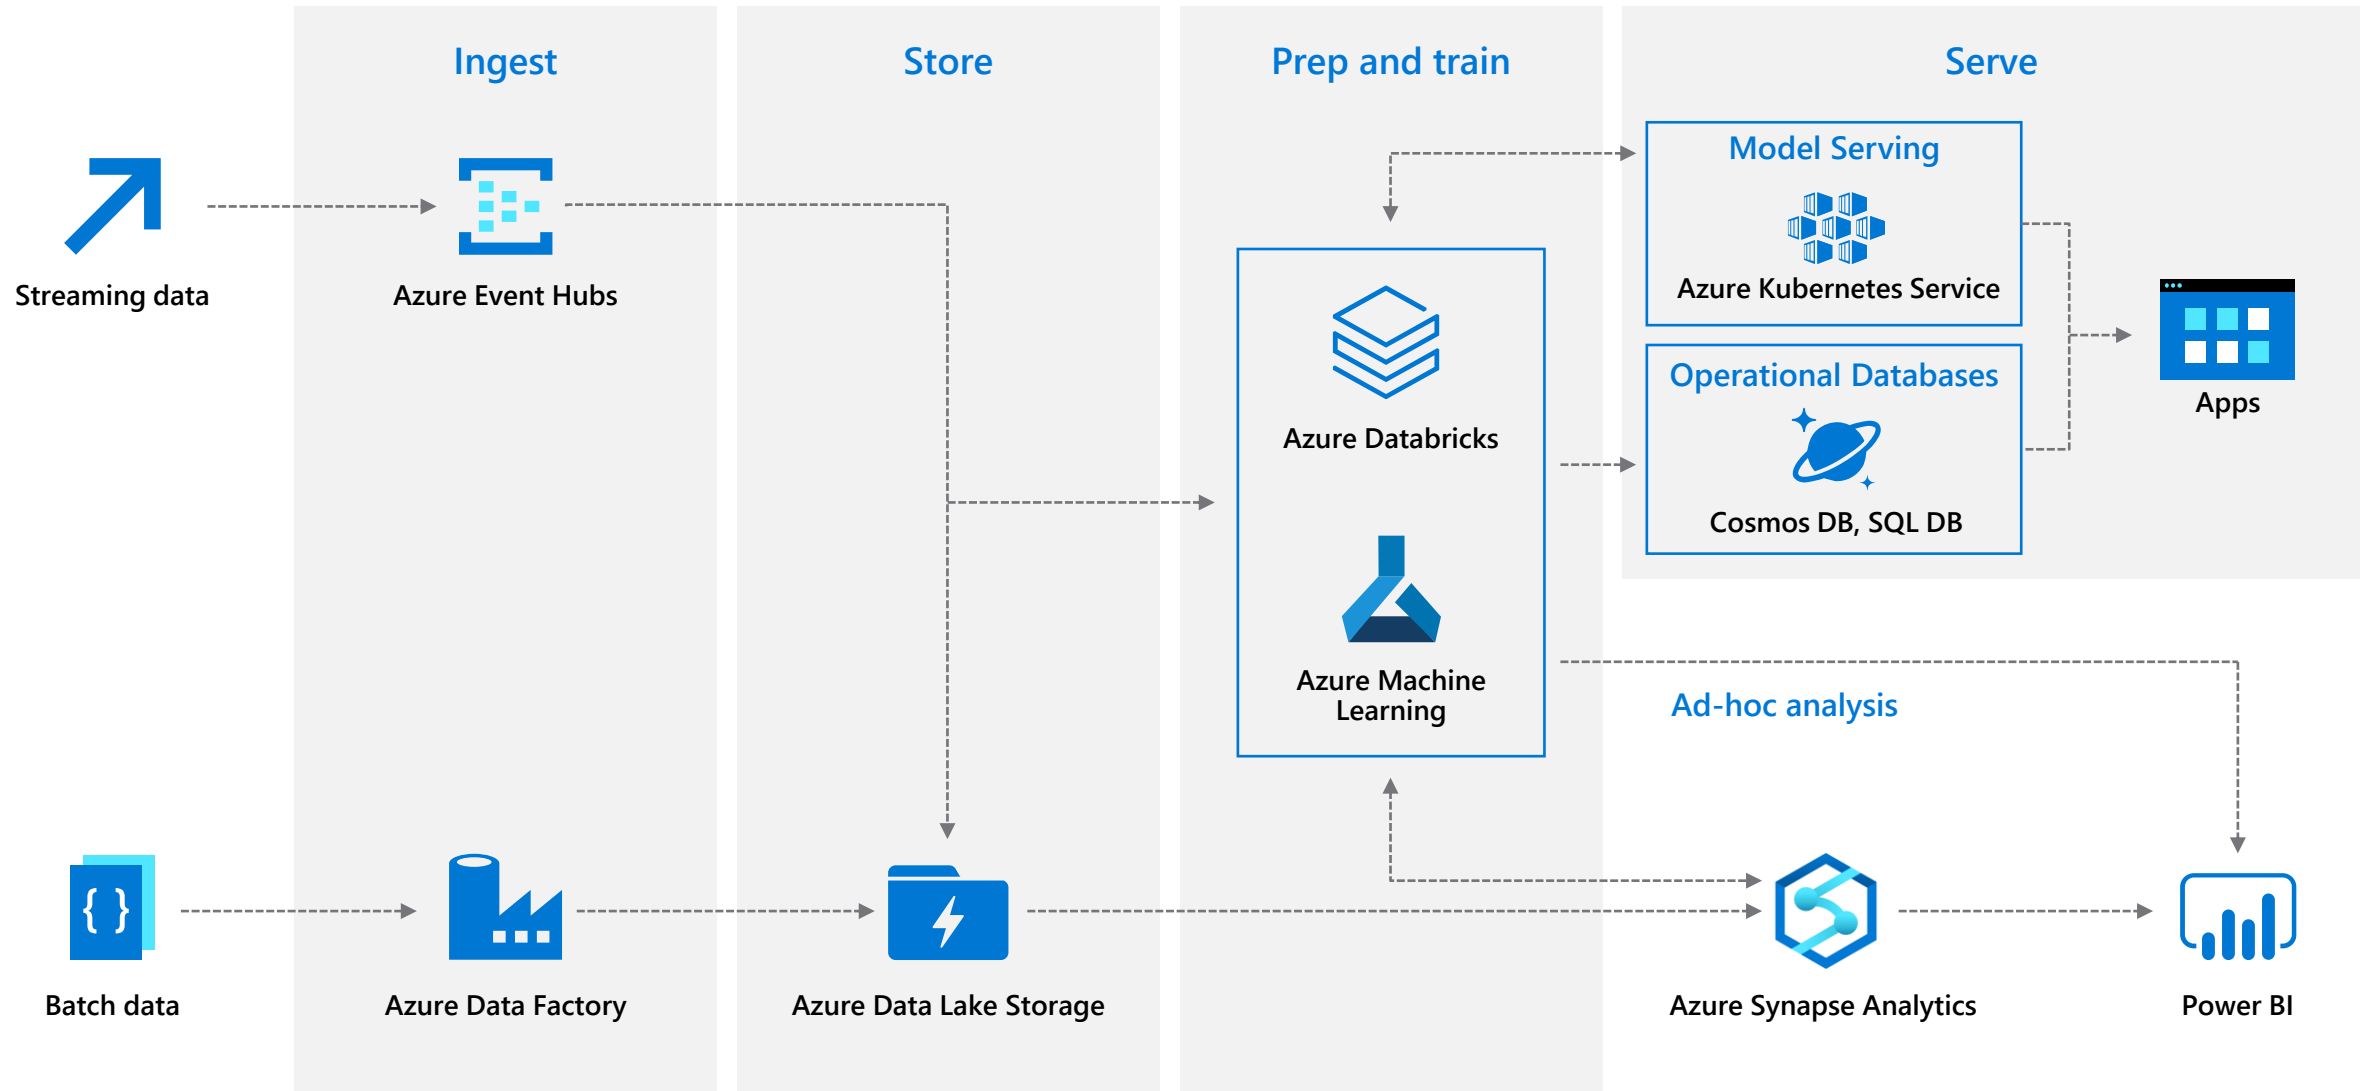 Ingest
Store
Prep and train
Serve
Streaming data
Azure Event Hubs
Azure Databricks
Azure Machine
Learning
Model Serving
Azure Kubernetes Service
Operational Databases
Cosmos DB, SQL DB
Apps
Ad-hoc analysis
{ }
Batch data
Azure Data Factory
Azure Data Lake Storage
Azure Synapse Analytics
Power BI